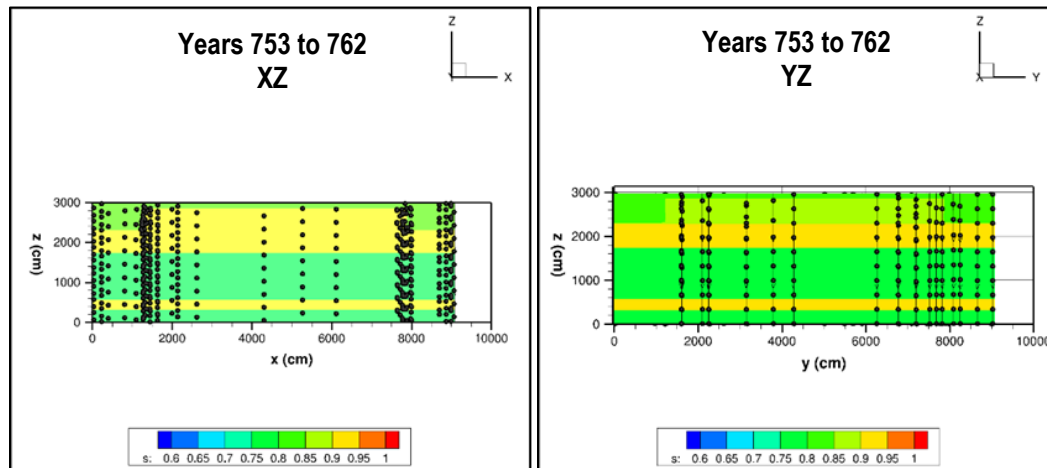 Years 753 to 762
XZ
Z
X
Y
3000
2000
1000
0
z (cm)
0 2000 4000 6000 8000 10000
x (cm)
s: 0.6 0.65 0.7 0.75 0.8 0.85 0.9 0.95 1
Years 753 to 762
YZ
Z
Y
X
3000
2000
1000
0
z (cm)
0 2000 4000 6000 8000 10000
y (cm)
s: 0.6 0.65 0.7 0.75 0.8 0.85 0.9 0.95 1